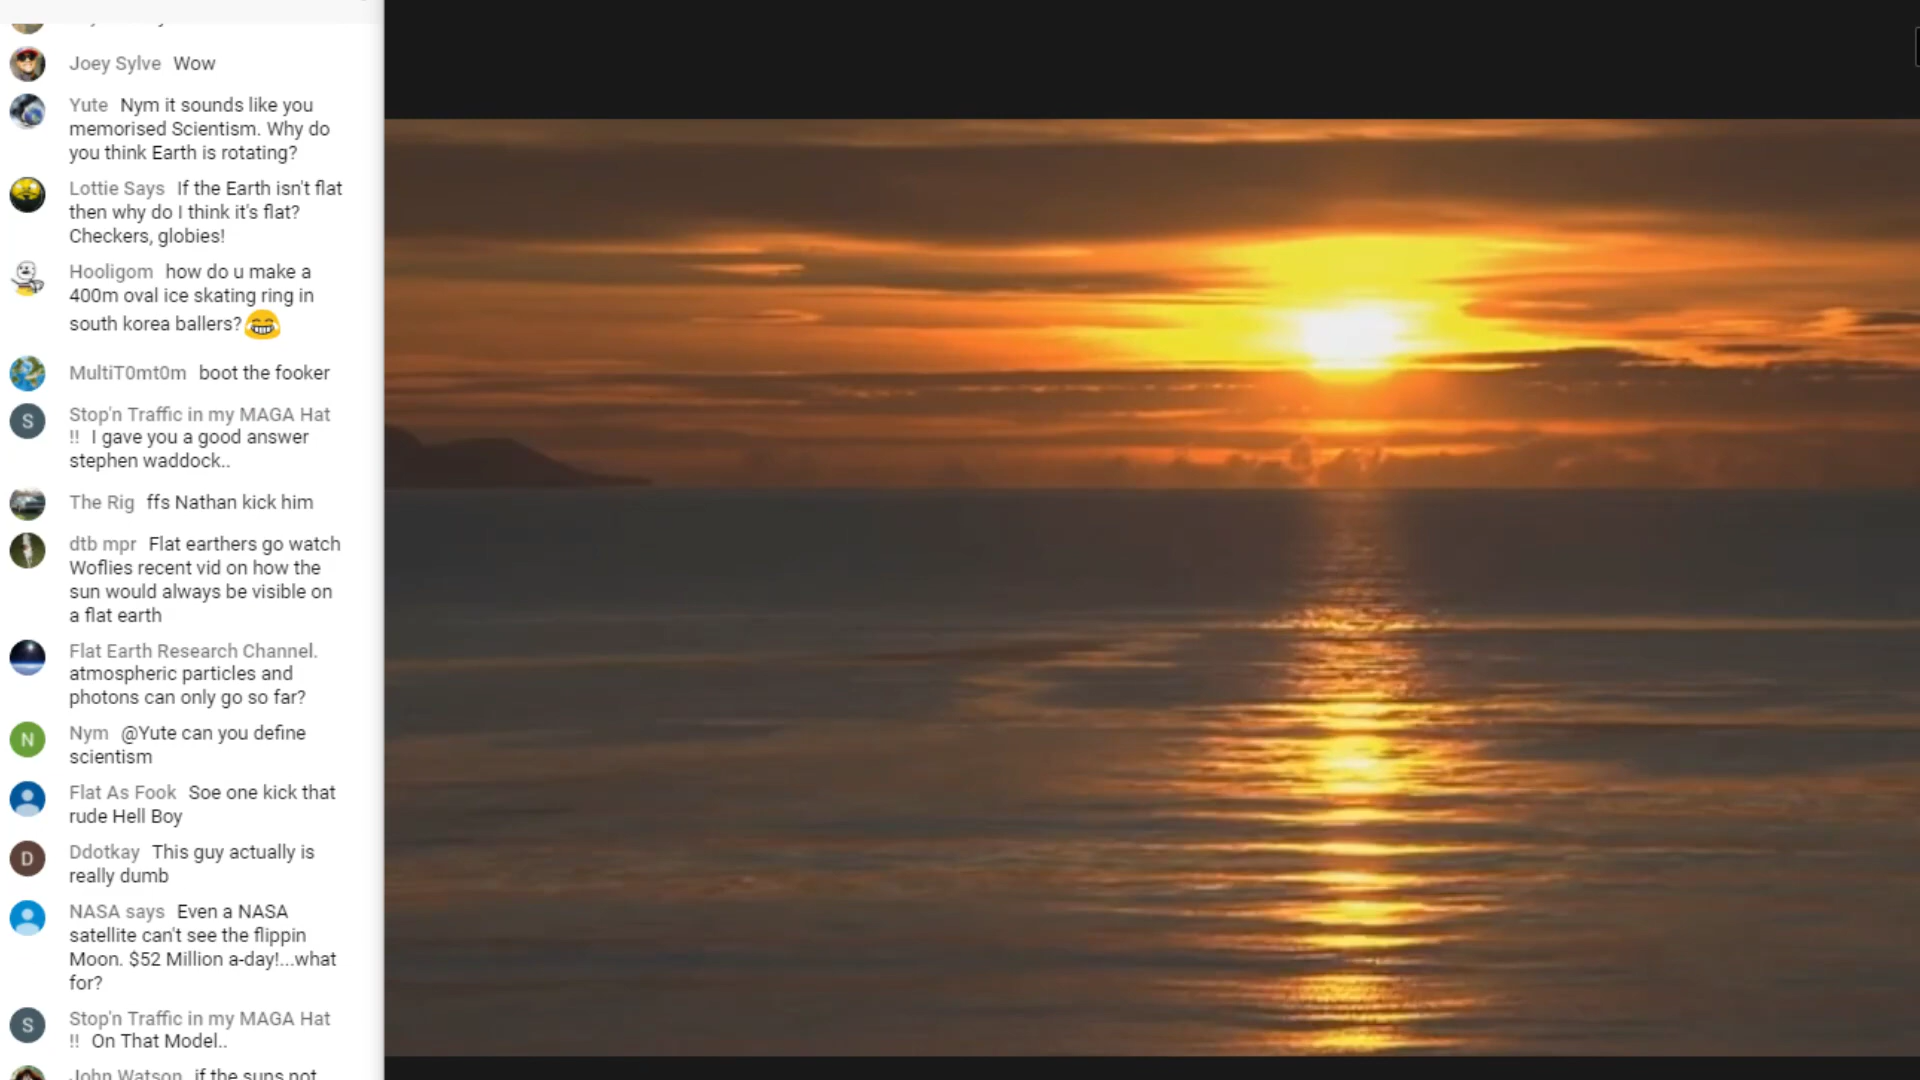 Joey Sylve Wow
Yute Nym it sounds like you
memorised Scientism. Why do
you think Earth is rotating?
Lottie Says If the Earth isn't flat
then why do I think it's flat?
Checkers, globies!
Hooligom how do u make a
400m oval ice skating ring in
south korea ballers?😂
MultiT0mt0m boot the fooker
Stop'n Traffic in my MAGA Hat
!! I gave you a good answer
stephen waddock..
The Rig ffs Nathan kick him
dtb mpr Flat earthers go watch
Woflies recent vid on how the
sun would always be visible on
a flat earth
Flat Earth Research Channel.
atmospheric particles and
photons can only go so far?
N Nym @Yute can you define
scientism
Flat As Fook Soe one kick that
rude Hell Boy
D Ddotkay This guy actually is
really dumb
NASA says Even a NASA
satellite can't see the flippin
Moon. $52 Million a-day!...what
for?
S Stop'n Traffic in my MAGA Hat
!! On That Model..
John Watson if the suns not